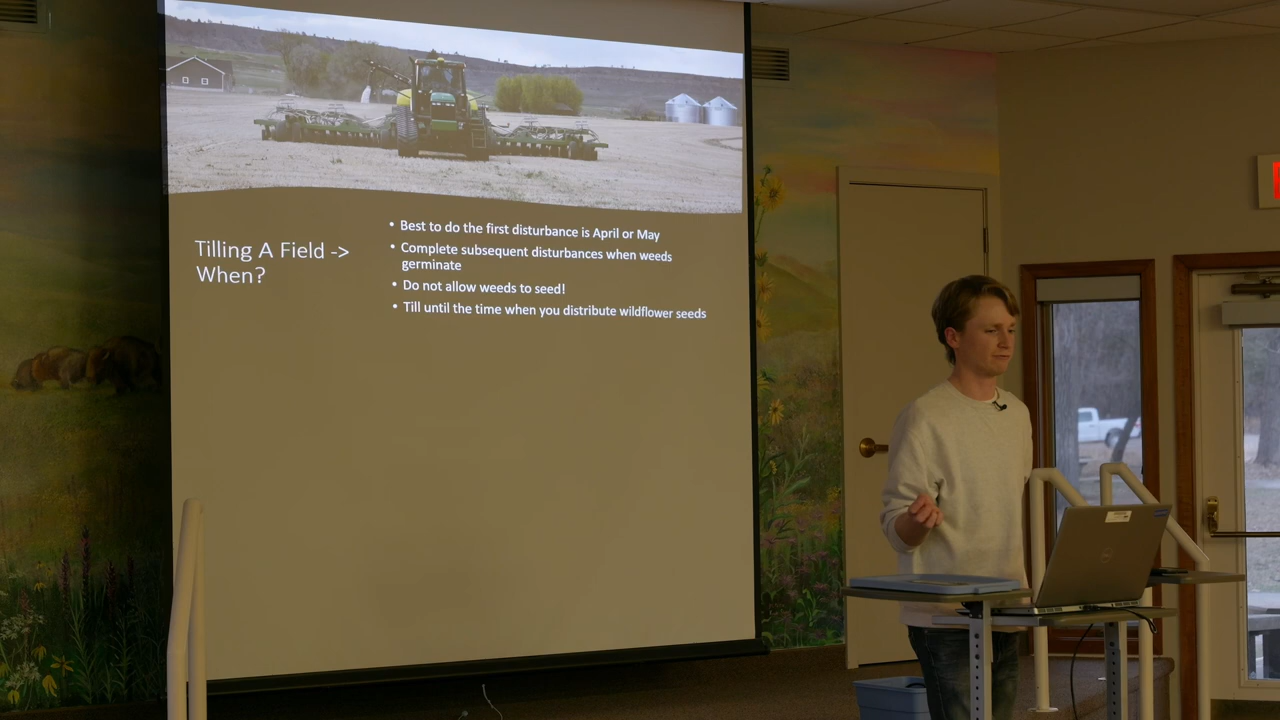 Tilling A Field ->
When?
• Best to do the first disturbance is April or May
• Complete subsequent disturbances when weeds
germinate
• Do not allow weeds to seed!
• Till until the time when you distribute wildflower seeds